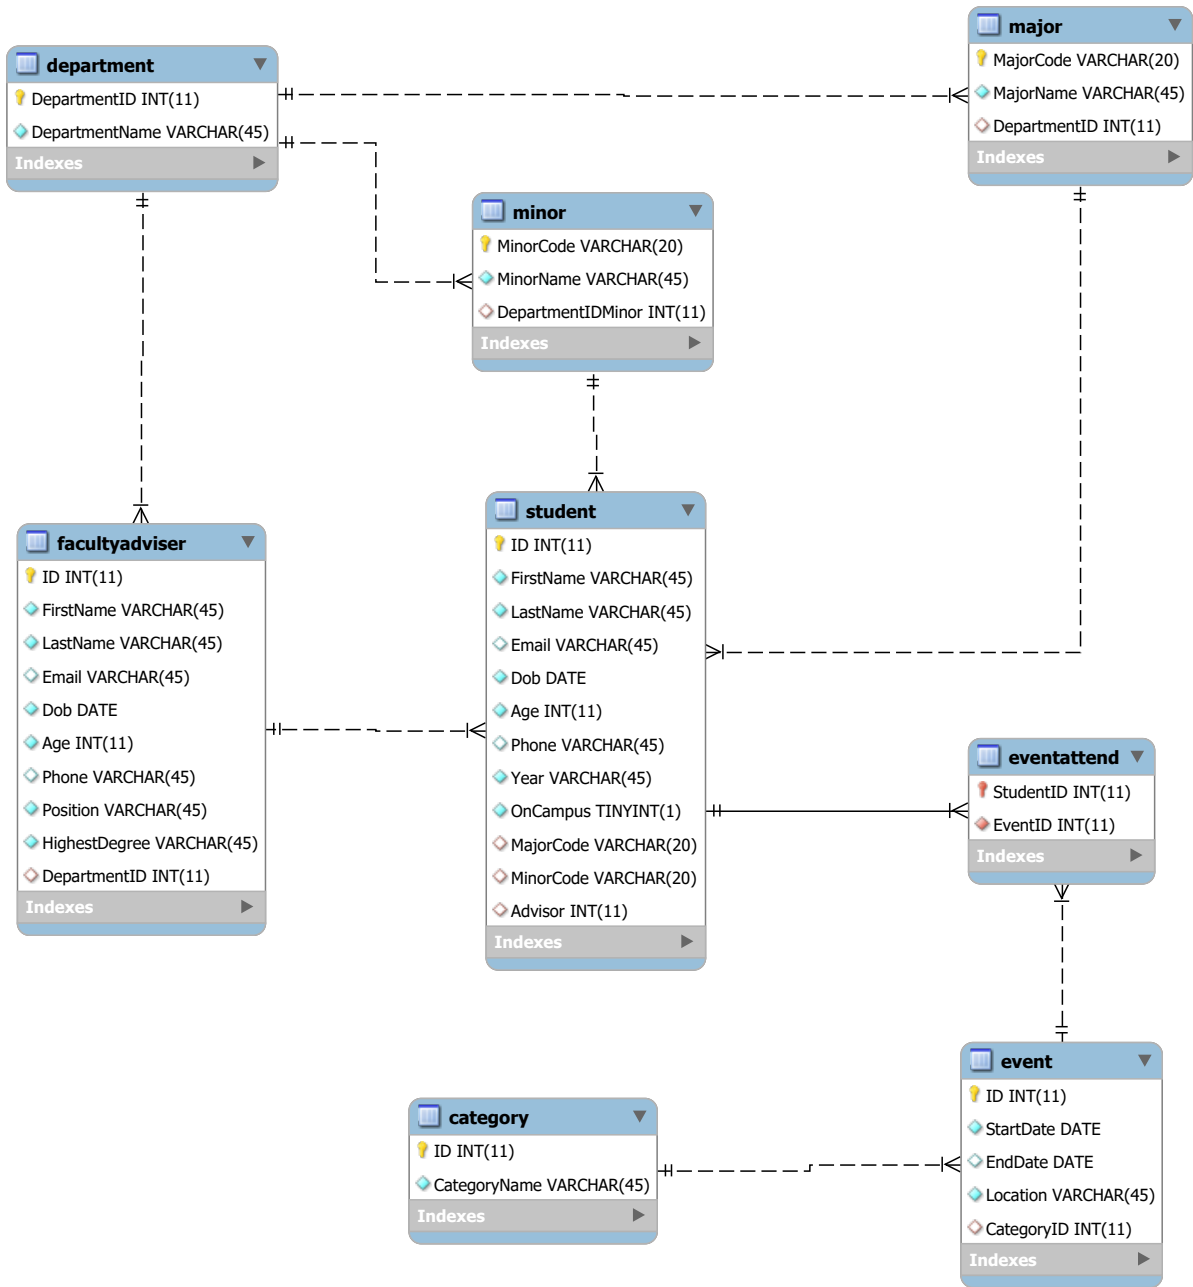 department
DepartmentID INT(11)
DepartmentName VARCHAR(45)
Indexes
major
MajorCode VARCHAR(20)
MajorName VARCHAR(45)
DepartmentID INT(11)
Indexes
minor
MinorCode VARCHAR(20)
MinorName VARCHAR(45)
DepartmentIDMinor INT(11)
Indexes
facultyadviser
ID INT(11)
FirstName VARCHAR(45)
LastName VARCHAR(45)
Email VARCHAR(45)
Dob DATE
Age INT(11)
Phone VARCHAR(45)
Position VARCHAR(45)
HighestDegree VARCHAR(45)
DepartmentID INT(11)
Indexes
student
ID INT(11)
FirstName VARCHAR(45)
LastName VARCHAR(45)
Email VARCHAR(45)
Dob DATE
Age INT(11)
Phone VARCHAR(45)
Year VARCHAR(45)
OnCampus TINYINT(1)
MajorCode VARCHAR(20)
MinorCode VARCHAR(20)
Advisor INT(11)
Indexes
eventattend
StudentID INT(11)
EventID INT(11)
Indexes
category
ID INT(11)
CategoryName VARCHAR(45)
Indexes
event
ID INT(11)
StartDate DATE
EndDate DATE
Location VARCHAR(45)
CategoryID INT(11)
Indexes